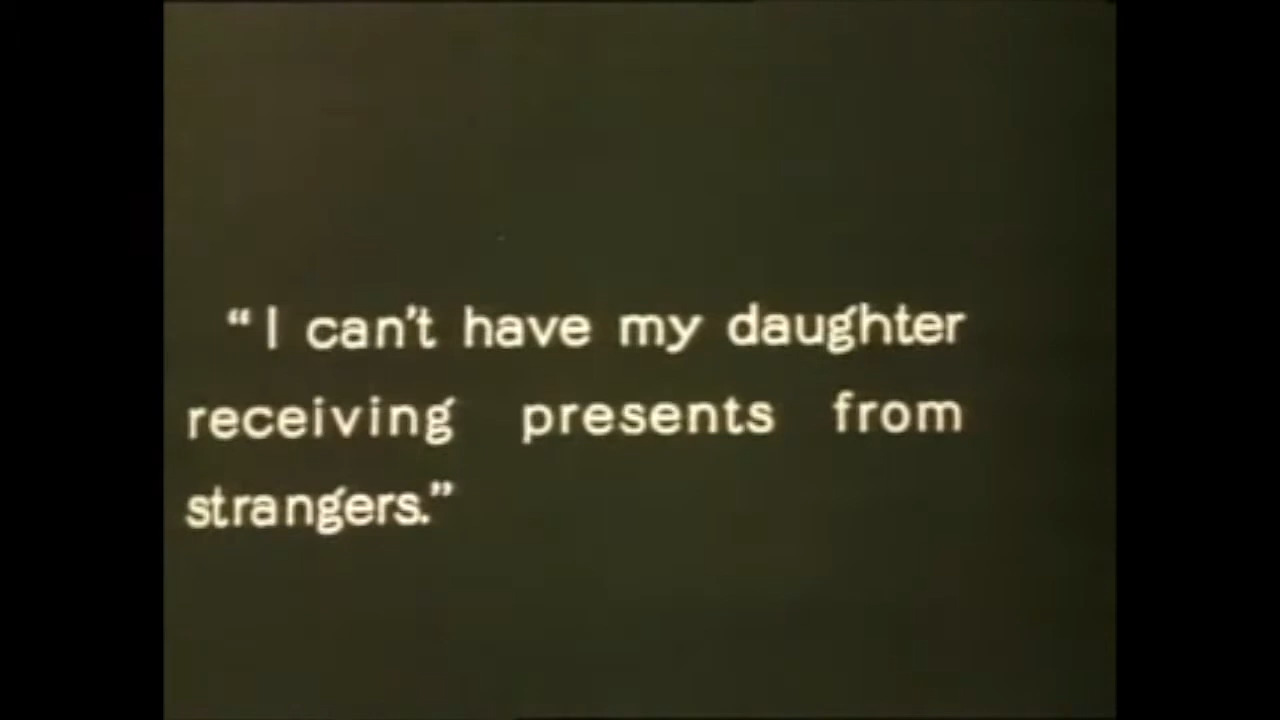 “I can't have my daughter
receiving presents from
strangers.”